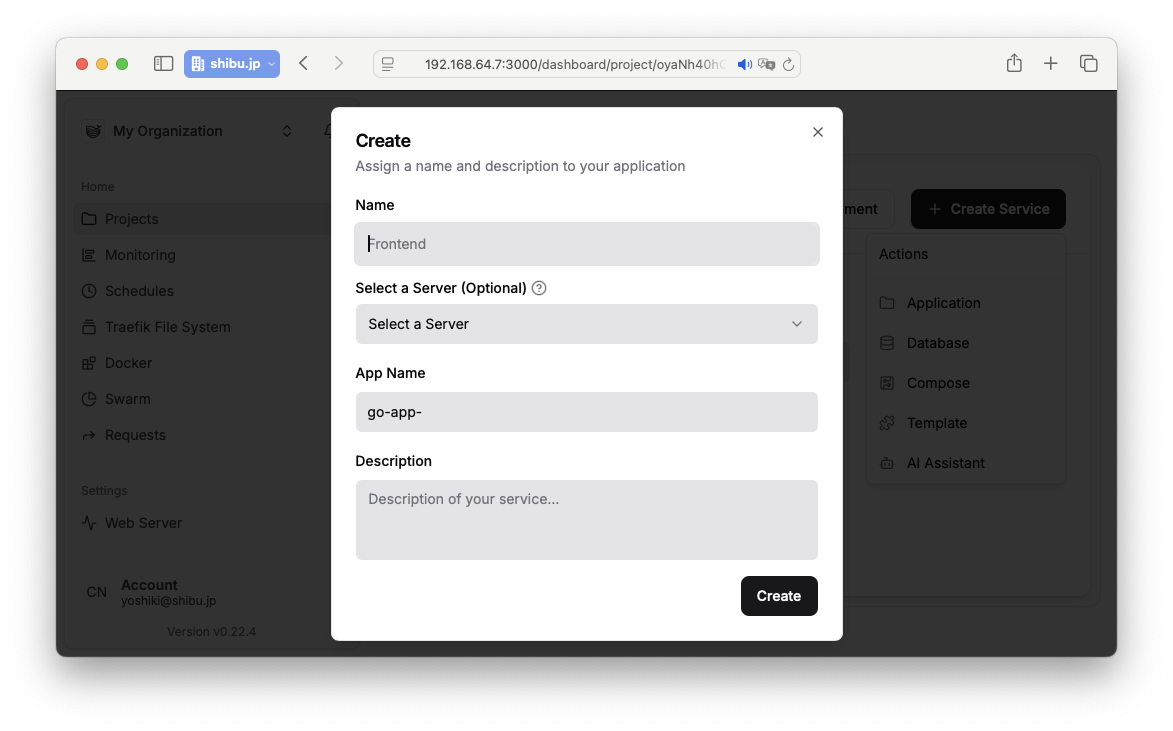 shibu.jp
192.168.64.7:3000/dashboard/project/oyaNh40h
My Organization
Home
Projects
Monitoring
Schedules
Traefik File System
Docker
Swarm
Requests
Settings
Web Server
CN
Account
yoshiki@shibu.jp
Version v0.22.4
Create
Assign a name and description to your application
Name
Frontend
Select a Server (Optional)
Select a Server
App Name
go-app-
Description
Description of your service...
Create
ment
Create Service
Actions
Application
Database
Compose
Template
AI Assistant